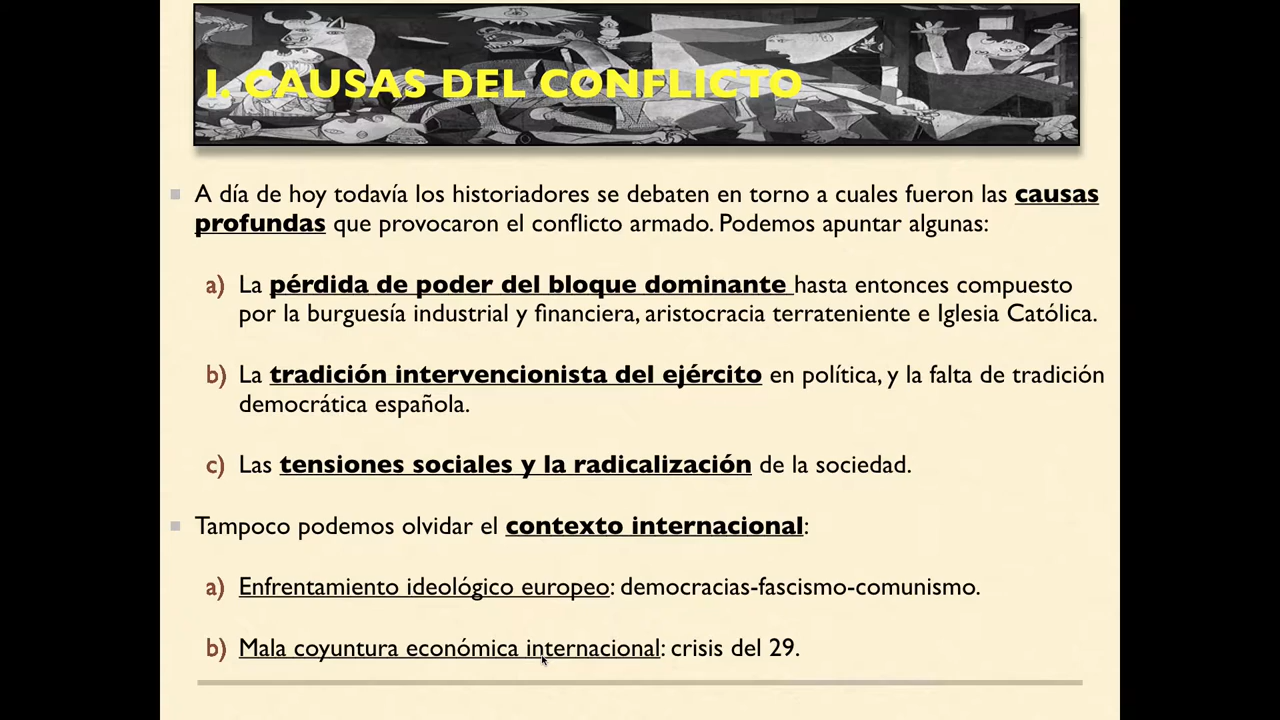 I. CAUSAS DEL CONFLICTO
A día de hoy todavía los historiadores se debaten en torno a cuales fueron las causas
profundas que provocaron el conflicto armado. Podemos apuntar algunas:
a) La pérdida de poder del bloque dominante hasta entonces compuesto
por la burguesía industrial y financiera, aristocracia terrateniente e Iglesia Católica.
b) La tradición intervencionista del ejército en política, y la falta de tradición
democrática española.
c) Las tensiones sociales y la radicalización de la sociedad.
Tampoco podemos olvidar el contexto internacional:
a) Enfrentamiento ideológico europeo: democracias-fascismo-comunismo.
b) Mala coyuntura económica internacional: crisis del 29.